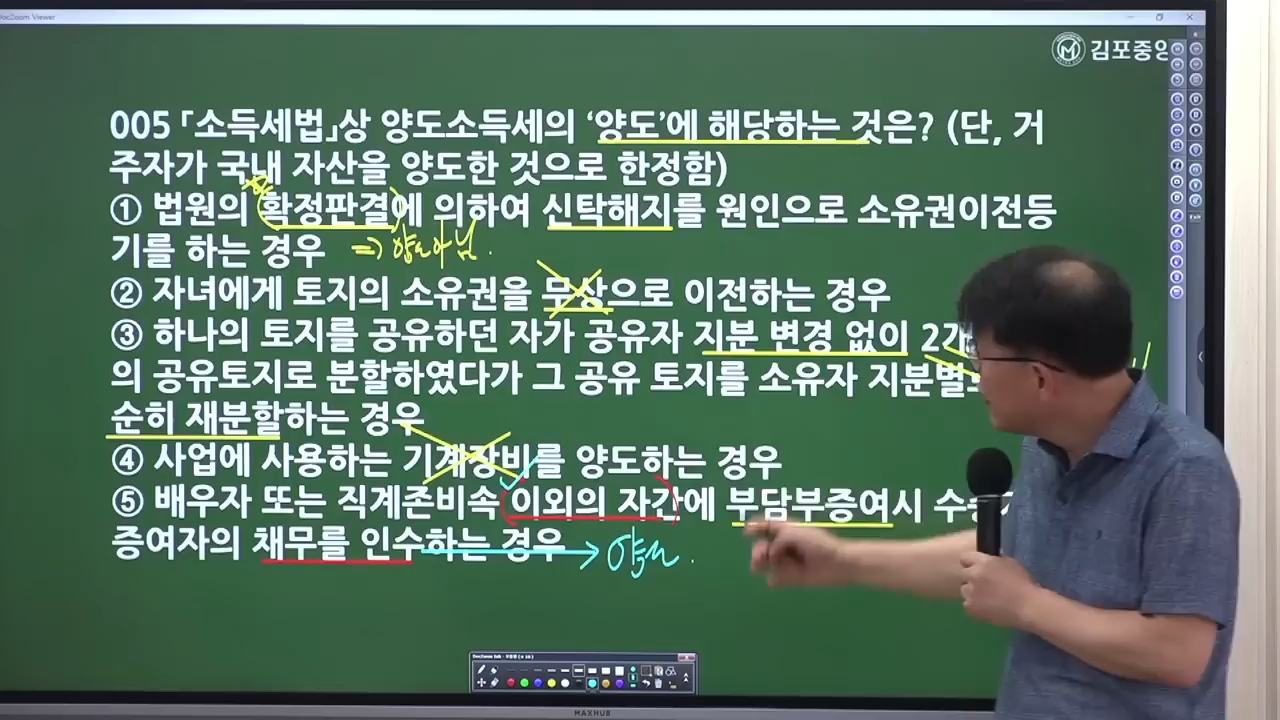 DocZoom Viewer
김포중앙
005 「소득세법」상 양도소득세의 ‘양도’에 해당하는 것은? (단, 거
주자가 국내 자산을 양도한 것으로 한정함)
① 법원의 확정판결에 의하여 신탁해지를 원인으로 소유권이전등
기를 하는 경우 ⇒ 양도아님.
② 자녀에게 토지의 소유권을 무상으로 이전하는 경우
③ 하나의 토지를 공유하던 자가 공유자 지분 변경 없이 2개
의 공유토지로 분할하였다가 그 공유 토지를 소유자 지분별로
순히 재분할하는 경우
④ 사업에 사용하는 기계장비를 양도하는 경우
⑤ 배우자 또는 직계존비속 이외의 자간에 부담부증여시 수
증여자의 채무를 인수하는 경우 → 양도.
MAXHUB